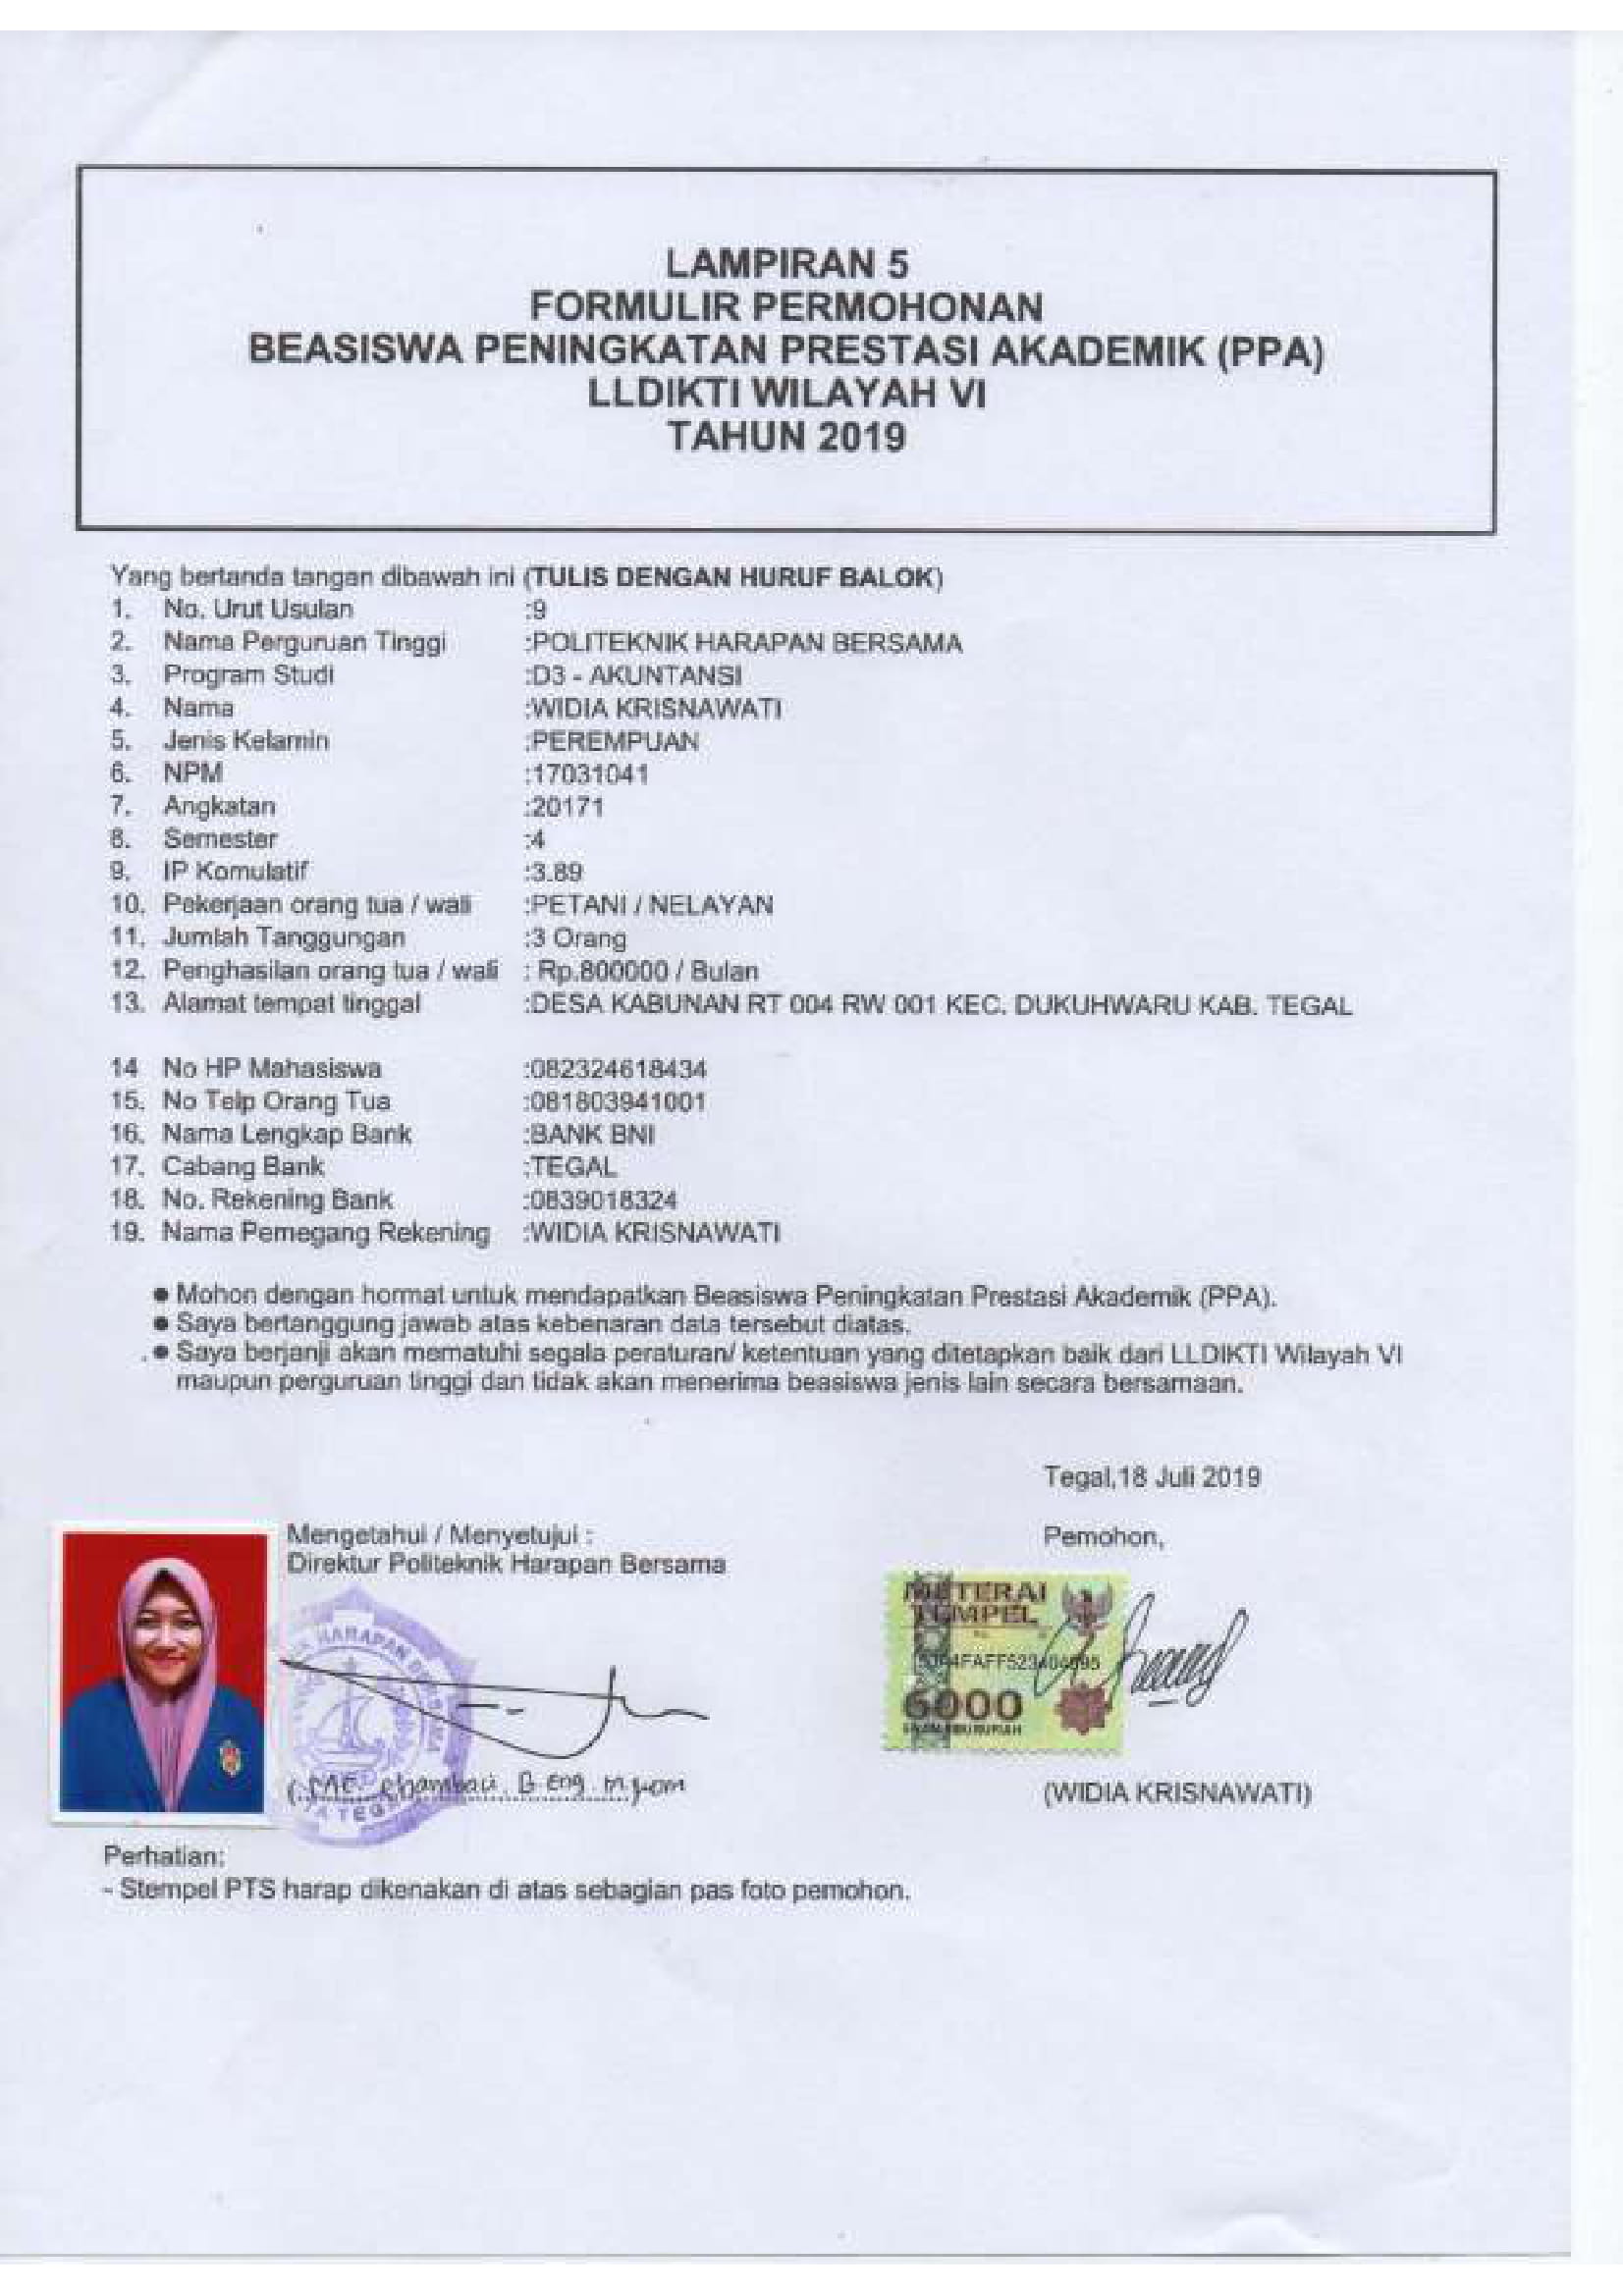 LAMPIRAN 5
FORMULIR PERMOHONAN
BEASISWA PENINGKATAN PRESTASI AKADEMIK (PPA)
LLDIKTI WILAYAH VI
TAHUN 2019
Yang bertanda tangan dibawah ini (TULIS DENGAN HURUF BALOK)
1. No. Urut Usulan :9
2. Nama Perguruan Tinggi :POLITEKNIK HARAPAN BERSAMA
3. Program Studi :D3 - AKUNTANSI
4. Nama :WIDIA KRISNAWATI
5. Jenis Kelamin :PEREMPUAN
6. NPM :17031041
7. Angkatan :20171
8. Semester :4
9. IP Komulatif :3.89
10. Pekerjaan orang tua / wali :PETANI / NELAYAN
11. Jumlah Tanggungan :3 Orang
12. Penghasilan orang tua / wali : Rp.800000 / Bulan
13. Alamat tempat tinggal :DESA KABUNAN RT 004 RW 001 KEC. DUKUHWARU KAB. TEGAL
14 No HP Mahasiswa :082324618434
15. No Telp Orang Tua :081803941001
16. Nama Lengkap Bank :BANK BNI
17. Cabang Bank :TEGAL
18. No. Rekening Bank :0839018324
19. Nama Pemegang Rekening :WIDIA KRISNAWATI
● Mohon dengan hormat untuk mendapatkan Beasiswa Peningkatan Prestasi Akademik (PPA).
● Saya bertanggung jawab atas kebenaran data tersebut diatas.
● Saya berjanji akan mematuhi segala peraturan/ ketentuan yang ditetapkan baik dari LLDIKTI Wilayah VI
maupun perguruan tinggi dan tidak akan menerima beasiswa jenis lain secara bersamaan.
Tegal,18 Juli 2019
Mengetahui / Menyetujui :
Direktur Politeknik Harapan Bersama
Pemohon,
METERAI
TEMPEL
6000
ENAM RIBU RUPIAH
HARAPAN BERSAMA
B.Eng. M.Kom
(WIDIA KRISNAWATI)
Perhatian:
- Stempel PTS harap dikenakan di atas sebagian pas foto pemohon.